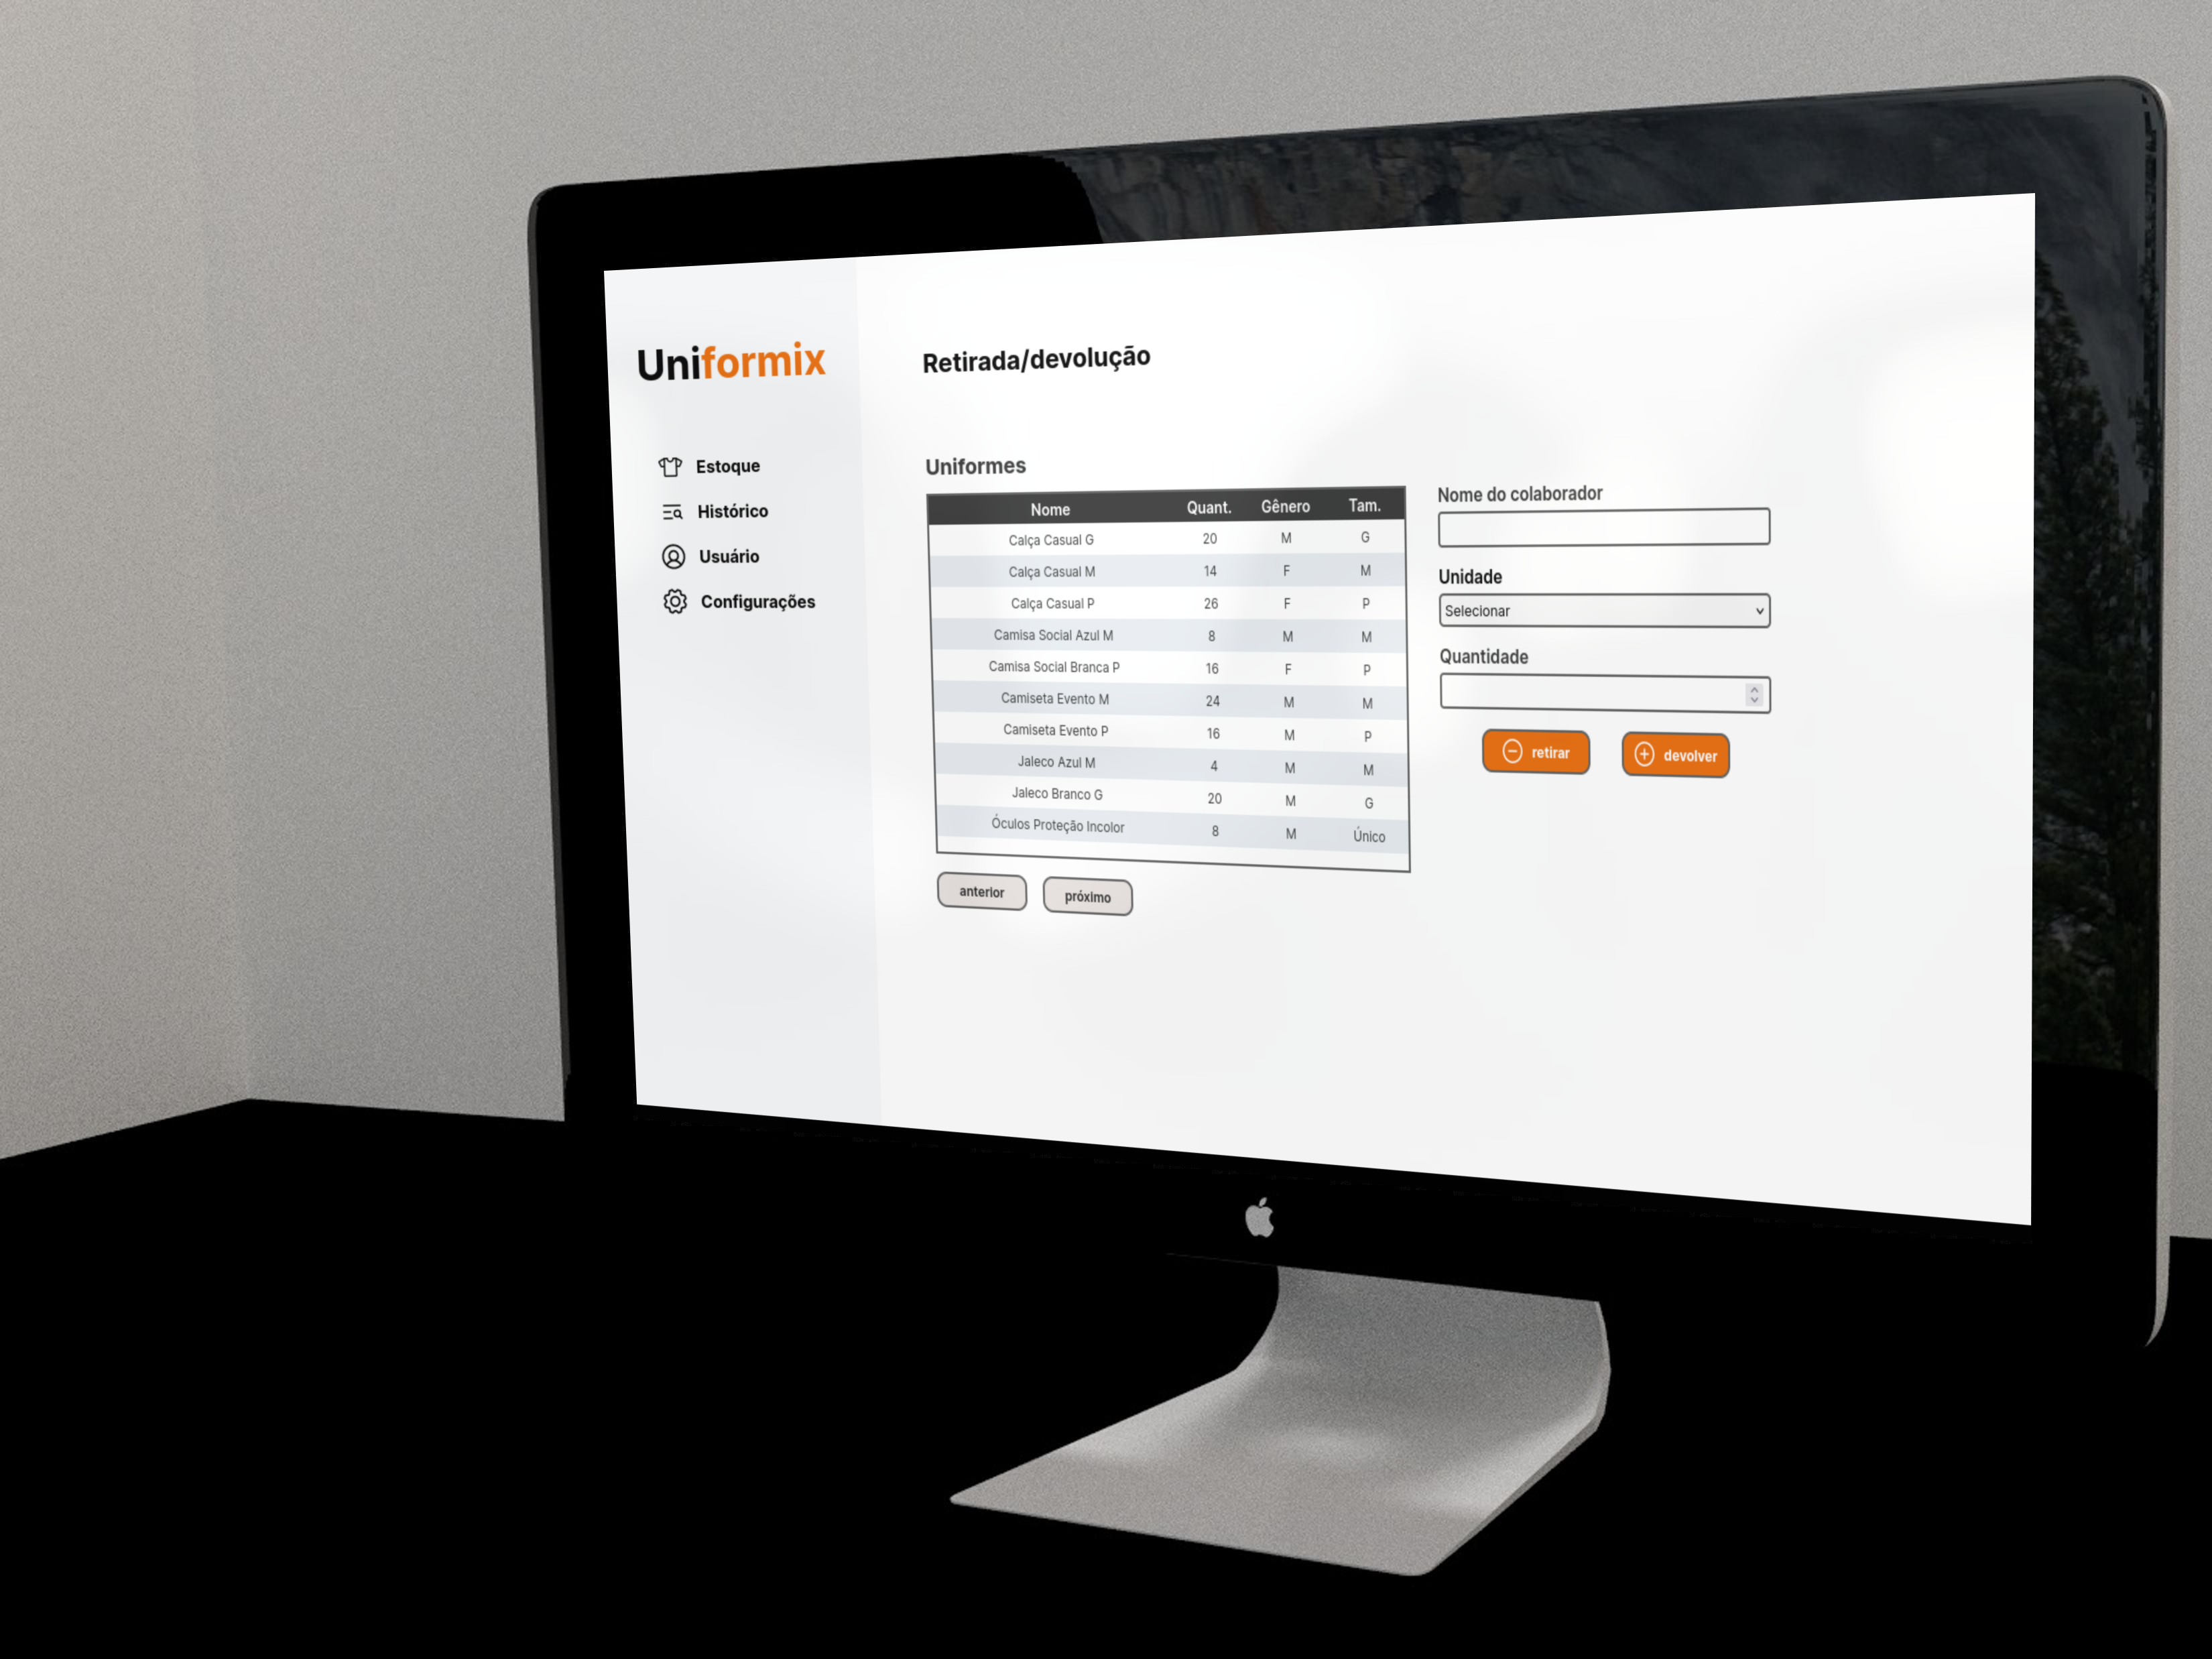 Uniformix
Estoque
Histórico
Usuário
Configurações
Retirada/devolução
Uniformes
Nome Quant. Gênero Tam.
Calça Casual G 20 M G
Calça Casual M 14 F M
Calça Casual P 26 F P
Camisa Social Azul M 8 M M
Camisa Social Branca P 16 F P
Camiseta Evento M 24 M M
Camiseta Evento P 16 M P
Jaleco Azul M 4 M M
Jaleco Branco G 20 M G
Óculos Proteção Incolor 8 M Único
anterior próximo
Nome do colaborador
Unidade
Selecionar
Quantidade
retirar devolver